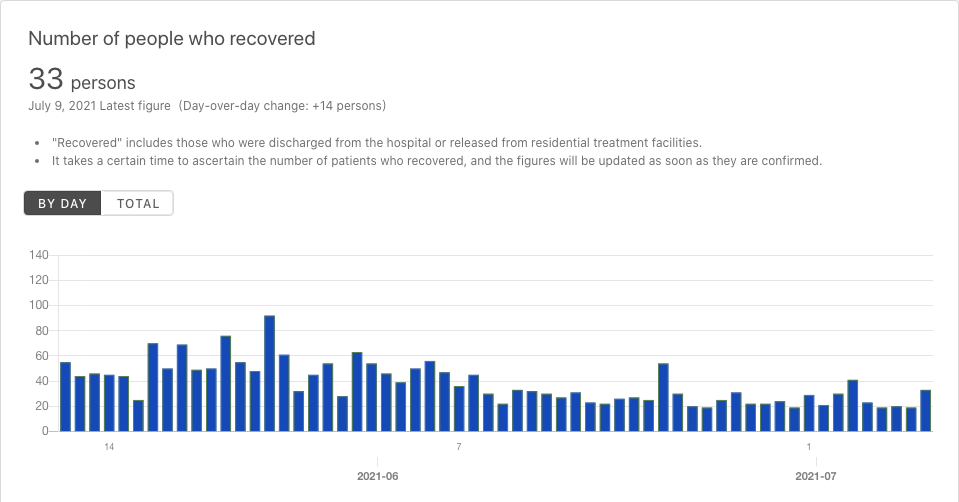 Number of people who recovered
33 persons
July 9, 2021 Latest figure (Day-over-day change: +14 persons)
• "Recovered" includes those who were discharged from the hospital or released from residential treatment facilities.
• It takes a certain time to ascertain the number of patients who recovered, and the figures will be updated as soon as they are confirmed.
BY DAY TOTAL
140
120
100
80
60
40
20
0
14 7 1
2021-06 2021-07